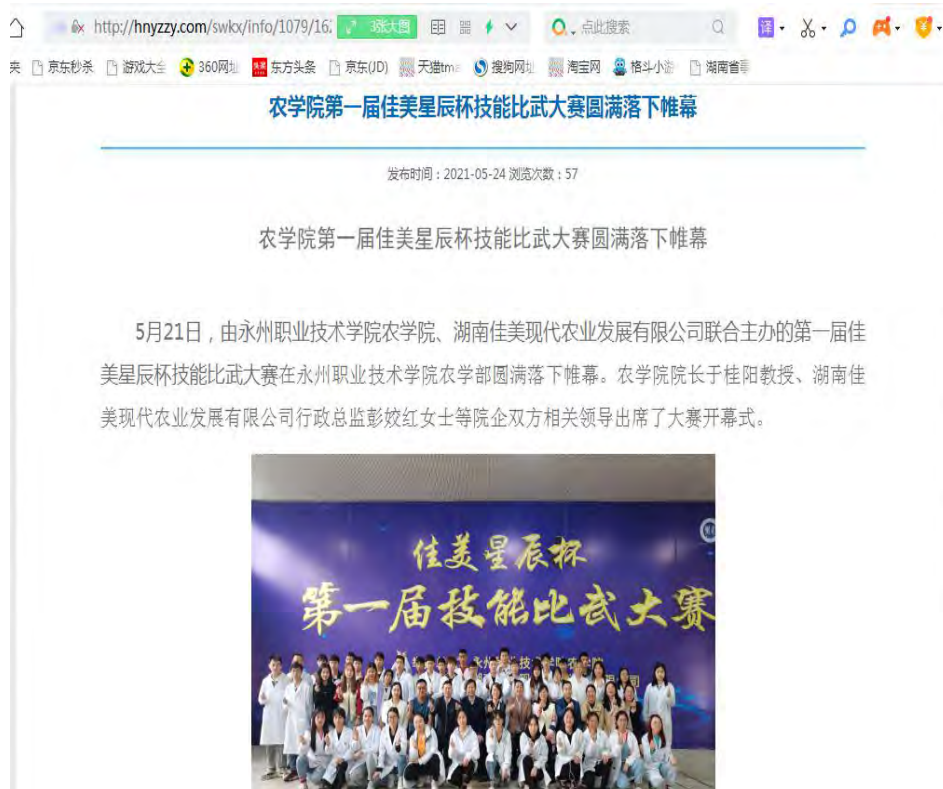 http://hnyzzy.com/swkx/info/1079/16. 3张大图 点此搜索 译
京东秒杀 游戏大全 360网址 东方头条 京东(JD) 天猫tm 搜狗网址 淘宝网 格斗小游 湖南省
农学院第一届佳美星辰杯技能比武大赛圆满落下帷幕
发布时间：2021-05-24 浏览次数：57
农学院第一届佳美星辰杯技能比武大赛圆满落下帷幕
5月21日，由永州职业技术学院农学院、湖南佳美现代农业发展有限公司联合主办的第一届佳
美星辰杯技能比武大赛在永州职业技术学院农学部圆满落下帷幕。农学院院长于桂阳教授、湖南佳
美现代农业发展有限公司行政总监彭姣红女士等院企双方相关领导出席了大赛开幕式。
佳美星辰杯
第一届技能比武大赛